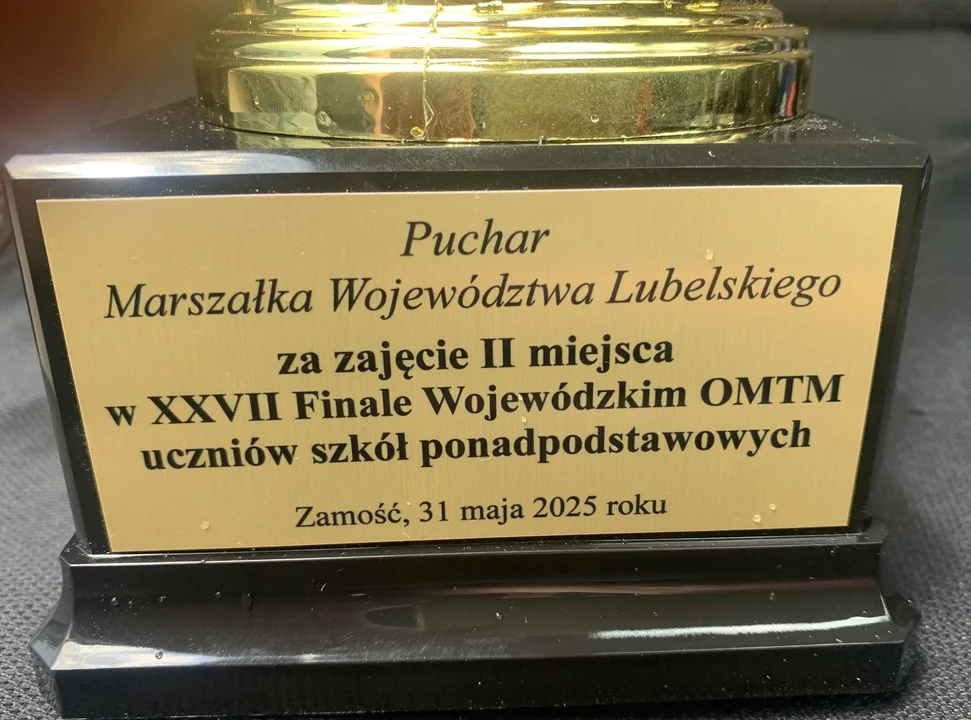 Puchar
Marszałka Województwa Lubelskiego
za zajęcie II miejsca
w XXVII Finale Wojewódzkim OMTM
uczniów szkół ponadpodstawowych
Zamość, 31 maja 2025 roku